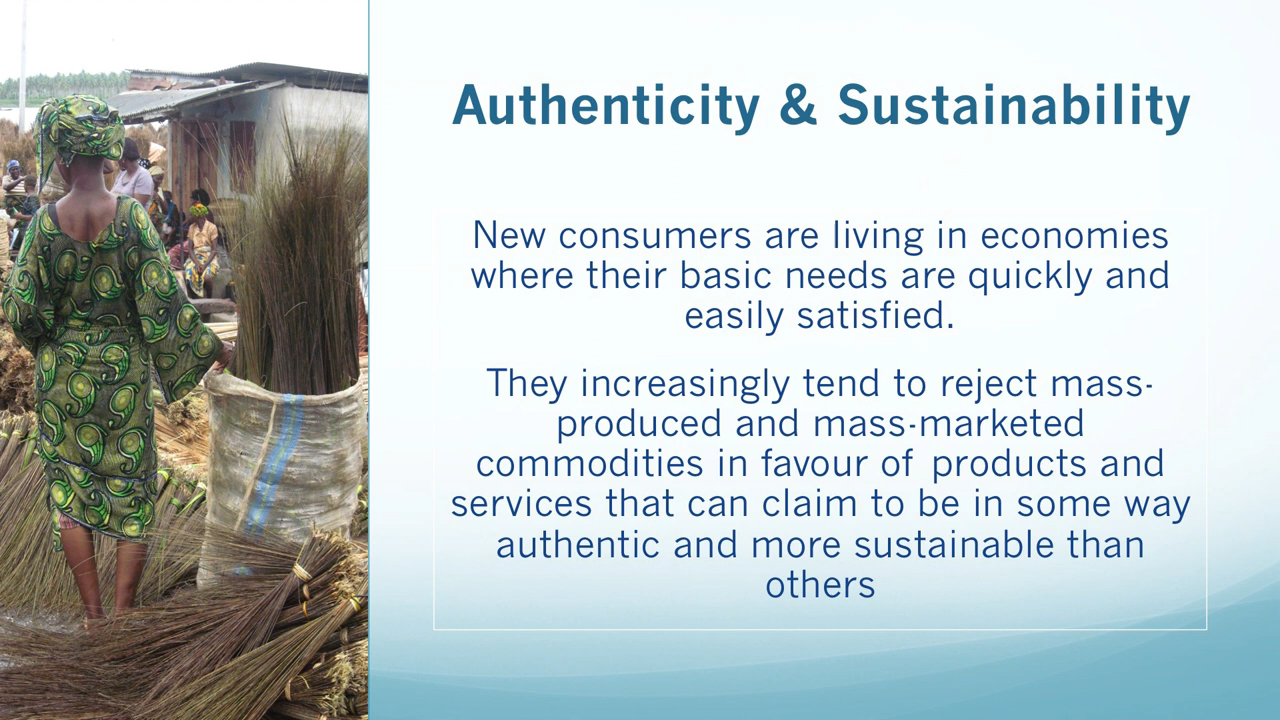 Authenticity & Sustainability
New consumers are living in economies
where their basic needs are quickly and
easily satisfied.
They increasingly tend to reject mass-
produced and mass-marketed
commodities in favour of products and
services that can claim to be in some way
authentic and more sustainable than
others